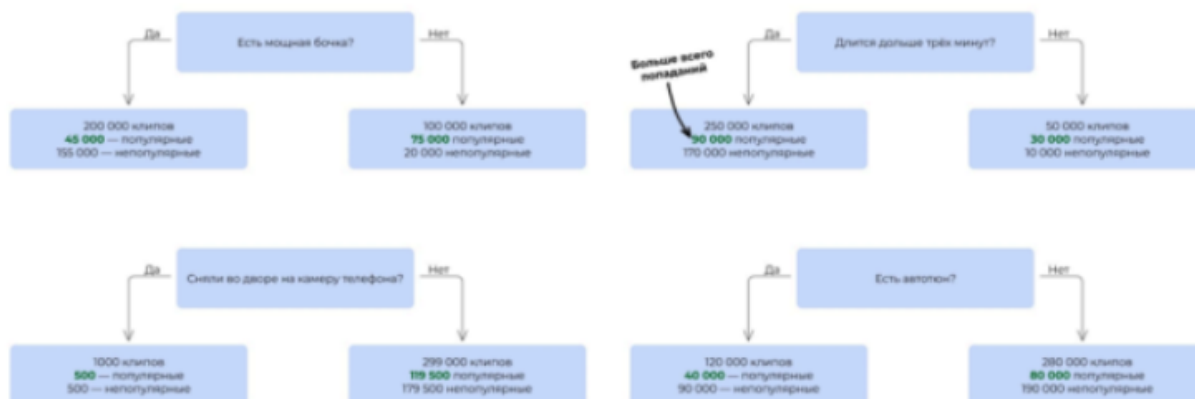 Да
Есть мощная бочка?
Нет
200 000 клипов
45 000 — популярные
155 000 — непопулярные
100 000 клипов
75 000 популярные
20 000 непопулярные
Да
Длится дольше трёх минут?
Нет
Больше всего
попаданий
250 000 клипов
90 000 популярные
170 000 непопулярные
50 000 клипов
30 000 популярные
10 000 непопулярные
Да
Сняли во дворе на камеру телефона?
Нет
1000 клипов
500 — популярные
500 — непопулярные
299 000 клипов
119 500 популярные
179 500 непопулярные
Да
Есть автотюн?
Нет
120 000 клипов
40 000 — популярные
90 000 — непопулярные
280 000 клипов
80 000 популярные
190 000 непопулярные